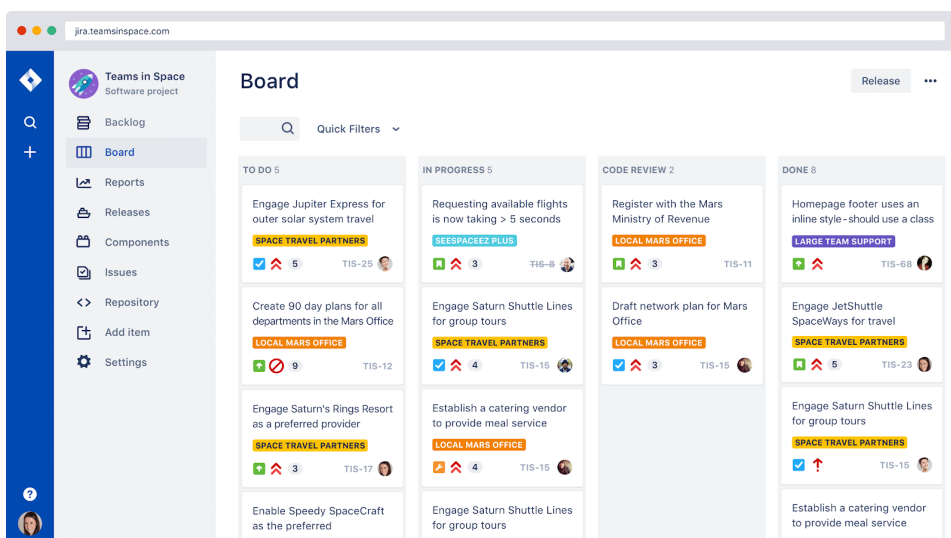 jira.teamsinspace.com
Teams in Space
Software project
Backlog
Board
Reports
Releases
Components
Issues
Repository
Add item
Settings
?
Board
Release
Quick Filters
TO DO 5
Engage Jupiter Express for
outer solar system travel
SPACE TRAVEL PARTNERS
5 TIS-25
Create 90 day plans for all
departments in the Mars Office
LOCAL MARS OFFICE
9 TIS-12
Engage Saturn's Rings Resort
as a preferred provider
SPACE TRAVEL PARTNERS
3 TIS-17
Enable Speedy SpaceCraft
as the preferred
IN PROGRESS 5
Requesting available flights
is now taking > 5 seconds
SEESPACEEZ PLUS
3 TIS-8
Engage Saturn Shuttle Lines
for group tours
SPACE TRAVEL PARTNERS
4 TIS-15
Establish a catering vendor
to provide meal service
LOCAL MARS OFFICE
4 TIS-15
Engage Saturn Shuttle Lines
for group tours
CODE REVIEW 2
Register with the Mars
Ministry of Revenue
LOCAL MARS OFFICE
3 TIS-11
Draft network plan for Mars
Office
LOCAL MARS OFFICE
3 TIS-15
DONE 8
Homepage footer uses an
inline style-should use a class
LARGE TEAM SUPPORT
TIS-68
Engage JetShuttle
SpaceWays for travel
SPACE TRAVEL PARTNERS
5 TIS-23
Engage Saturn Shuttle Lines
for group tours
SPACE TRAVEL PARTNERS
TIS-15
Establish a catering vendor
to provide meal service